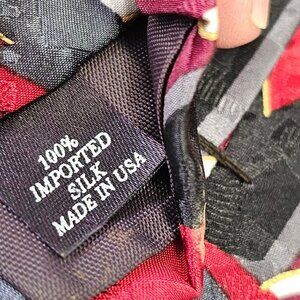 100%
IMPORTED
SILK
MADE IN USA